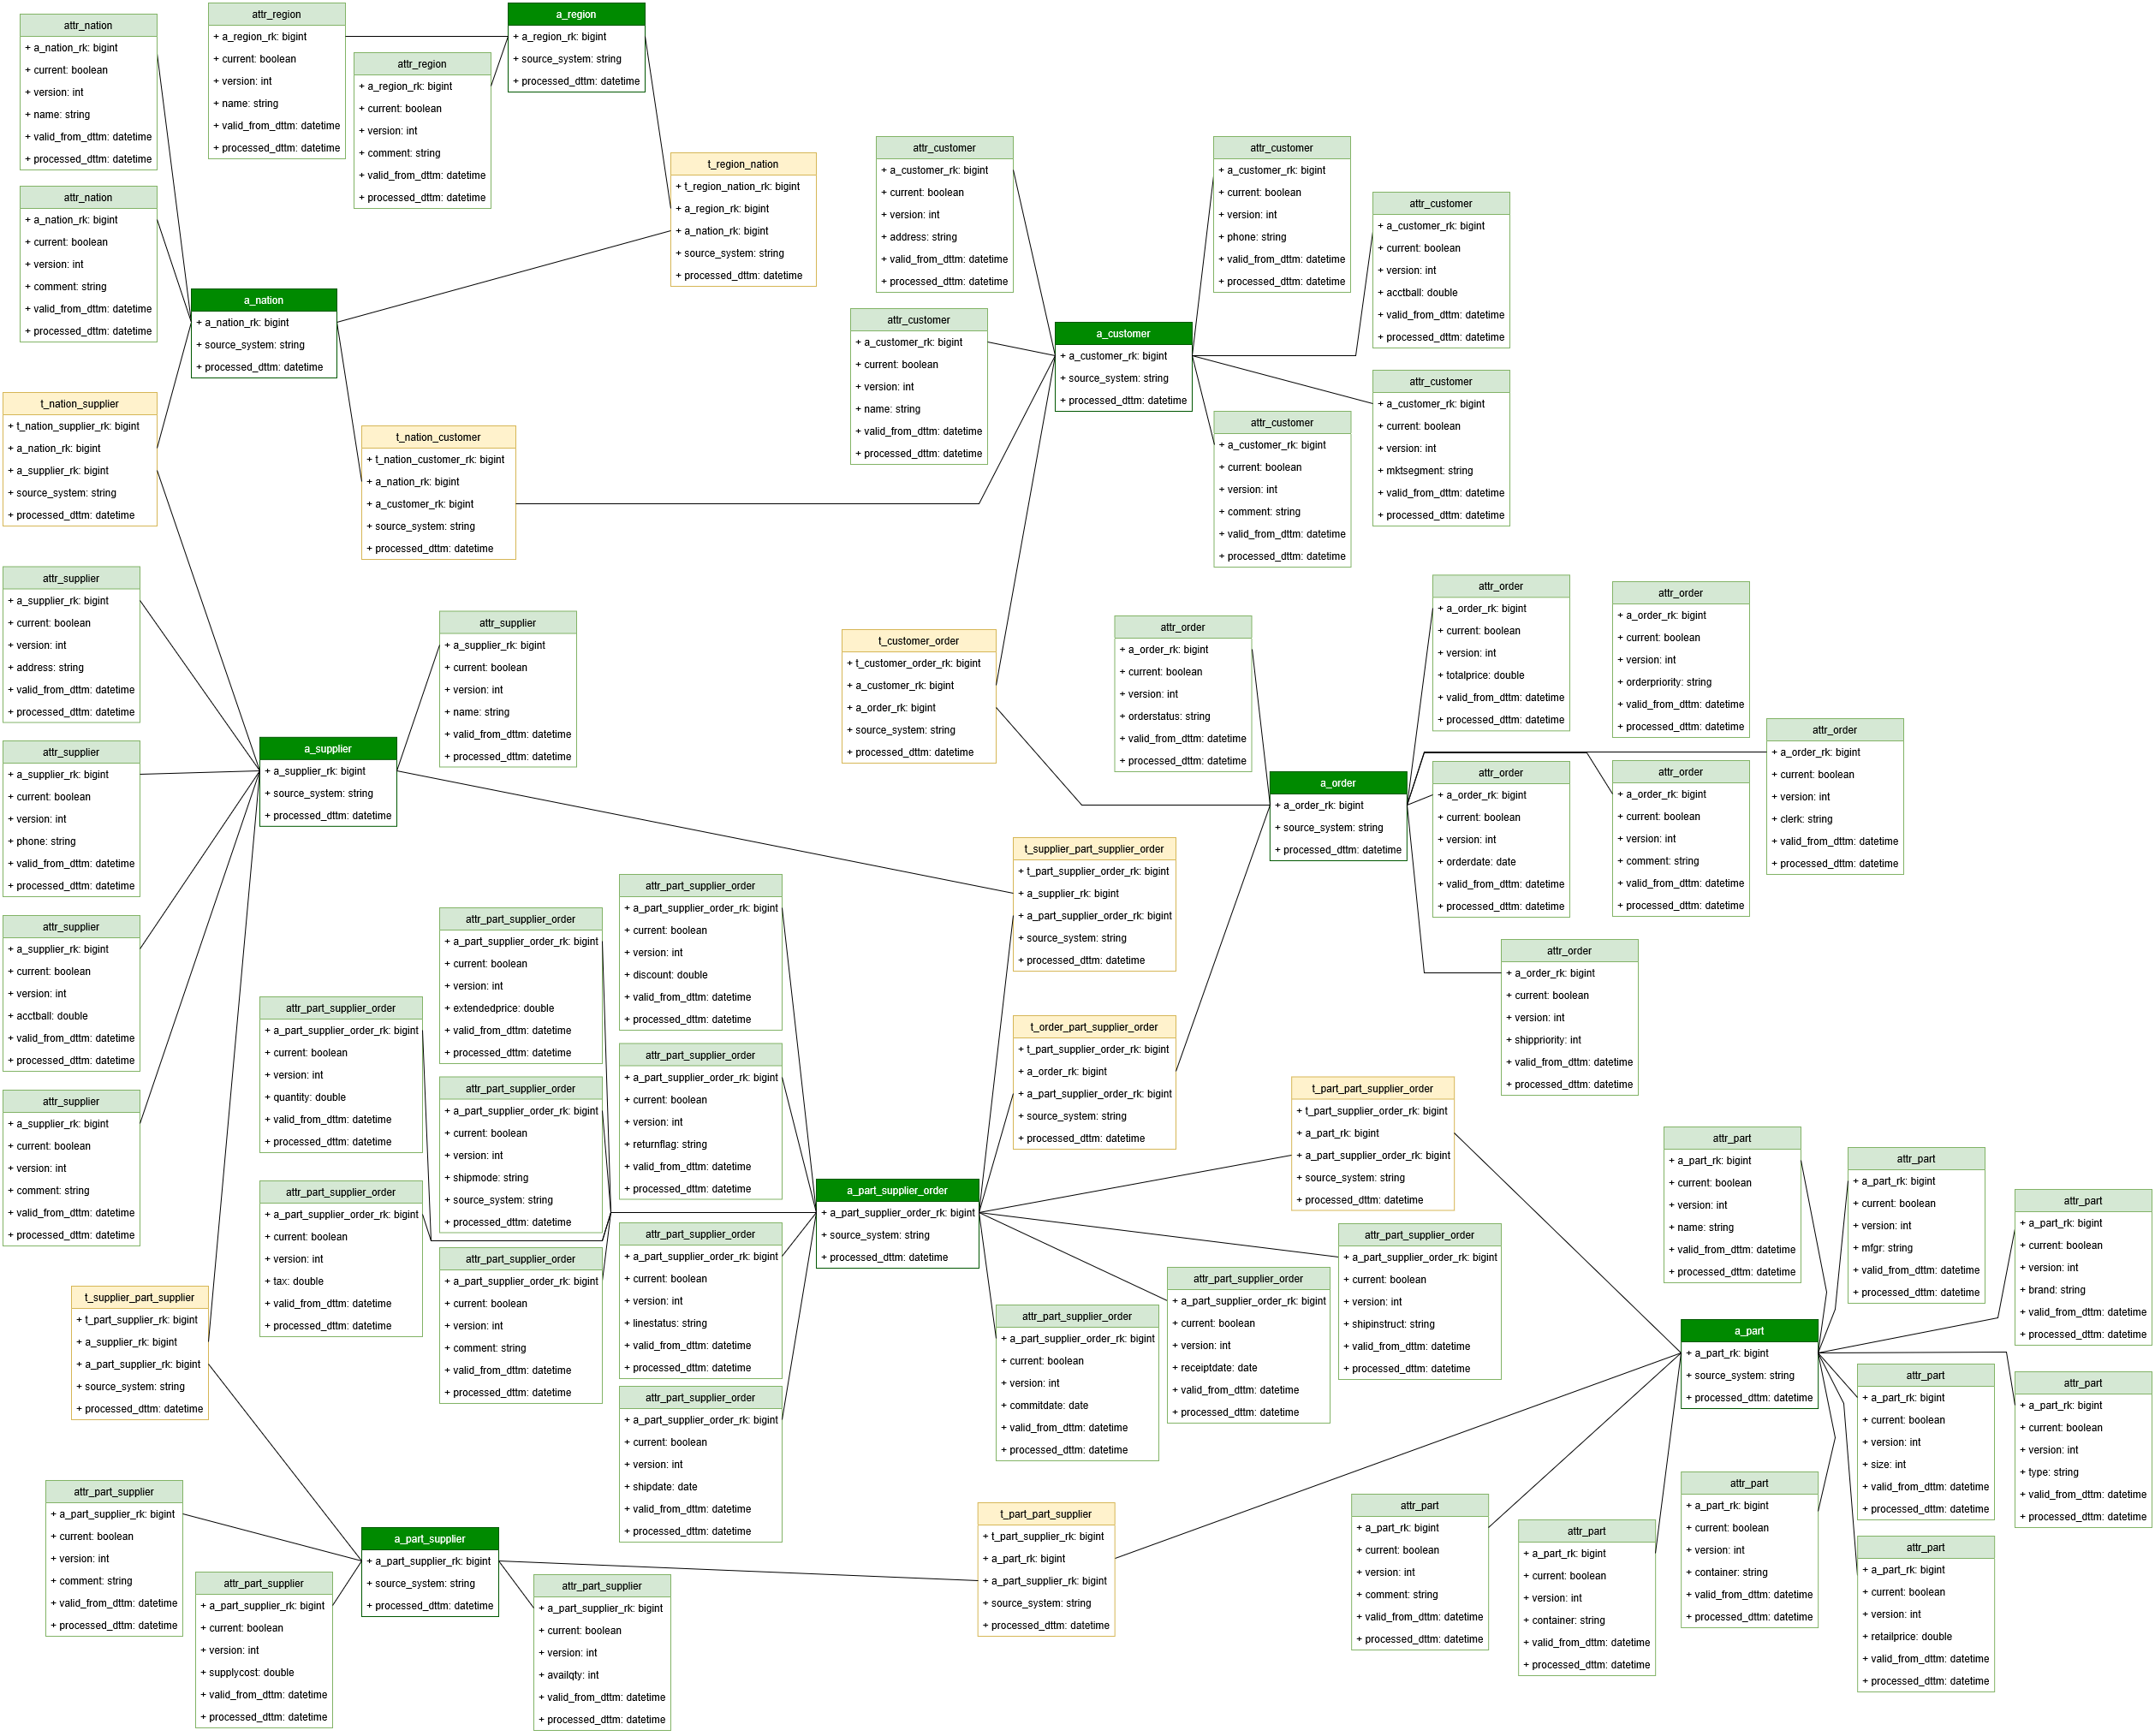 attr_nation
+ a_nation_rk: bigint
+ current: boolean
+ version: int
+ name: string
+ valid_from_dttm: datetime
+ processed_dttm: datetime
attr_region
+ a_region_rk: bigint
+ current: boolean
+ version: int
+ name: string
+ valid_from_dttm: datetime
+ processed_dttm: datetime
attr_region
+ a_region_rk: bigint
+ current: boolean
+ version: int
+ comment: string
+ valid_from_dttm: datetime
+ processed_dttm: datetime
a_region
+ a_region_rk: bigint
+ source_system: string
+ processed_dttm: datetime
t_region_nation
+ t_region_nation_rk: bigint
+ a_region_rk: bigint
+ a_nation_rk: bigint
+ source_system: string
+ processed_dttm: datetime
attr_nation
+ a_nation_rk: bigint
+ current: boolean
+ version: int
+ comment: string
+ valid_from_dttm: datetime
+ processed_dttm: datetime
a_nation
+ a_nation_rk: bigint
+ source_system: string
+ processed_dttm: datetime
t_nation_supplier
+ t_nation_supplier_rk: bigint
+ a_nation_rk: bigint
+ a_supplier_rk: bigint
+ source_system: string
+ processed_dttm: datetime
t_nation_customer
+ t_nation_customer_rk: bigint
+ a_nation_rk: bigint
+ a_customer_rk: bigint
+ source_system: string
+ processed_dttm: datetime
attr_customer
+ a_customer_rk: bigint
+ current: boolean
+ version: int
+ address: string
+ valid_from_dttm: datetime
+ processed_dttm: datetime
attr_customer
+ a_customer_rk: bigint
+ current: boolean
+ version: int
+ phone: string
+ valid_from_dttm: datetime
+ processed_dttm: datetime
attr_customer
+ a_customer_rk: bigint
+ current: boolean
+ version: int
+ acctball: double
+ valid_from_dttm: datetime
+ processed_dttm: datetime
attr_customer
+ a_customer_rk: bigint
+ current: boolean
+ version: int
+ name: string
+ valid_from_dttm: datetime
+ processed_dttm: datetime
a_customer
+ a_customer_rk: bigint
+ source_system: string
+ processed_dttm: datetime
attr_customer
+ a_customer_rk: bigint
+ current: boolean
+ version: int
+ mktsegment: string
+ valid_from_dttm: datetime
+ processed_dttm: datetime
attr_customer
+ a_customer_rk: bigint
+ current: boolean
+ version: int
+ comment: string
+ valid_from_dttm: datetime
+ processed_dttm: datetime
attr_supplier
+ a_supplier_rk: bigint
+ current: boolean
+ version: int
+ address: string
+ valid_from_dttm: datetime
+ processed_dttm: datetime
attr_supplier
+ a_supplier_rk: bigint
+ current: boolean
+ version: int
+ name: string
+ valid_from_dttm: datetime
+ processed_dttm: datetime
t_customer_order
+ t_customer_order_rk: bigint
+ a_customer_rk: bigint
+ a_order_rk: bigint
+ source_system: string
+ processed_dttm: datetime
attr_order
+ a_order_rk: bigint
+ current: boolean
+ version: int
+ orderstatus: string
+ valid_from_dttm: datetime
+ processed_dttm: datetime
attr_order
+ a_order_rk: bigint
+ current: boolean
+ version: int
+ totalprice: double
+ valid_from_dttm: datetime
+ processed_dttm: datetime
attr_order
+ a_order_rk: bigint
+ current: boolean
+ version: int
+ orderpriority: string
+ valid_from_dttm: datetime
+ processed_dttm: datetime
attr_order
+ a_order_rk: bigint
+ current: boolean
+ version: int
+ clerk: string
+ valid_from_dttm: datetime
+ processed_dttm: datetime
attr_supplier
+ a_supplier_rk: bigint
+ current: boolean
+ version: int
+ phone: string
+ valid_from_dttm: datetime
+ processed_dttm: datetime
a_supplier
+ a_supplier_rk: bigint
+ source_system: string
+ processed_dttm: datetime
a_order
+ a_order_rk: bigint
+ source_system: string
+ processed_dttm: datetime
attr_order
+ a_order_rk: bigint
+ current: boolean
+ version: int
+ orderdate: date
+ valid_from_dttm: datetime
+ processed_dttm: datetime
attr_order
+ a_order_rk: bigint
+ current: boolean
+ version: int
+ comment: string
+ valid_from_dttm: datetime
+ processed_dttm: datetime
t_supplier_part_supplier_order
+ t_part_supplier_order_rk: bigint
+ a_supplier_rk: bigint
+ a_part_supplier_order_rk: bigint
+ source_system: string
+ processed_dttm: datetime
attr_order
+ a_order_rk: bigint
+ current: boolean
+ version: int
+ shippriority: int
+ valid_from_dttm: datetime
+ processed_dttm: datetime
attr_supplier
+ a_supplier_rk: bigint
+ current: boolean
+ version: int
+ acctball: double
+ valid_from_dttm: datetime
+ processed_dttm: datetime
attr_part_supplier_order
+ a_part_supplier_order_rk: bigint
+ current: boolean
+ version: int
+ quantity: double
+ valid_from_dttm: datetime
+ processed_dttm: datetime
attr_part_supplier_order
+ a_part_supplier_order_rk: bigint
+ current: boolean
+ version: int
+ extendedprice: double
+ valid_from_dttm: datetime
+ processed_dttm: datetime
attr_part_supplier_order
+ a_part_supplier_order_rk: bigint
+ current: boolean
+ version: int
+ discount: double
+ valid_from_dttm: datetime
+ processed_dttm: datetime
t_order_part_supplier_order
+ t_part_supplier_order_rk: bigint
+ a_order_rk: bigint
+ a_part_supplier_order_rk: bigint
+ source_system: string
+ processed_dttm: datetime
attr_supplier
+ a_supplier_rk: bigint
+ current: boolean
+ version: int
+ comment: string
+ valid_from_dttm: datetime
+ processed_dttm: datetime
attr_part_supplier_order
+ a_part_supplier_order_rk: bigint
+ current: boolean
+ version: int
+ tax: double
+ valid_from_dttm: datetime
+ processed_dttm: datetime
attr_part_supplier_order
+ a_part_supplier_order_rk: bigint
+ current: boolean
+ version: int
+ shipmode: string
+ source_system: string
+ processed_dttm: datetime
attr_part_supplier_order
+ a_part_supplier_order_rk: bigint
+ current: boolean
+ version: int
+ returnflag: string
+ valid_from_dttm: datetime
+ processed_dttm: datetime
a_part_supplier_order
+ a_part_supplier_order_rk: bigint
+ source_system: string
+ processed_dttm: datetime
t_part_part_supplier_order
+ t_part_supplier_order_rk: bigint
+ a_part_rk: bigint
+ a_part_supplier_order_rk: bigint
+ source_system: string
+ processed_dttm: datetime
attr_part
+ a_part_rk: bigint
+ current: boolean
+ version: int
+ name: string
+ valid_from_dttm: datetime
+ processed_dttm: datetime
attr_part
+ a_part_rk: bigint
+ current: boolean
+ version: int
+ mfgr: string
+ valid_from_dttm: datetime
+ processed_dttm: datetime
attr_part
+ a_part_rk: bigint
+ current: boolean
+ version: int
+ brand: string
+ valid_from_dttm: datetime
+ processed_dttm: datetime
t_supplier_part_supplier
+ t_part_supplier_rk: bigint
+ a_supplier_rk: bigint
+ a_part_supplier_rk: bigint
+ source_system: string
+ processed_dttm: datetime
attr_part_supplier_order
+ a_part_supplier_order_rk: bigint
+ current: boolean
+ version: int
+ comment: string
+ valid_from_dttm: datetime
+ processed_dttm: datetime
attr_part_supplier_order
+ a_part_supplier_order_rk: bigint
+ current: boolean
+ version: int
+ linestatus: string
+ valid_from_dttm: datetime
+ processed_dttm: datetime
attr_part_supplier_order
+ a_part_supplier_order_rk: bigint
+ current: boolean
+ version: int
+ commitdate: date
+ valid_from_dttm: datetime
+ processed_dttm: datetime
attr_part_supplier_order
+ a_part_supplier_order_rk: bigint
+ current: boolean
+ version: int
+ receiptdate: date
+ valid_from_dttm: datetime
+ processed_dttm: datetime
attr_part_supplier_order
+ a_part_supplier_order_rk: bigint
+ current: boolean
+ version: int
+ shipinstruct: string
+ valid_from_dttm: datetime
+ processed_dttm: datetime
a_part
+ a_part_rk: bigint
+ source_system: string
+ processed_dttm: datetime
attr_part
+ a_part_rk: bigint
+ current: boolean
+ version: int
+ size: int
+ valid_from_dttm: datetime
+ processed_dttm: datetime
attr_part
+ a_part_rk: bigint
+ current: boolean
+ version: int
+ type: string
+ valid_from_dttm: datetime
+ processed_dttm: datetime
attr_part_supplier_order
+ a_part_supplier_order_rk: bigint
+ current: boolean
+ version: int
+ shipdate: date
+ valid_from_dttm: datetime
+ processed_dttm: datetime
attr_part_supplier
+ a_part_supplier_rk: bigint
+ current: boolean
+ version: int
+ comment: string
+ valid_from_dttm: datetime
+ processed_dttm: datetime
attr_part_supplier
+ a_part_supplier_rk: bigint
+ current: boolean
+ version: int
+ supplycost: double
+ valid_from_dttm: datetime
+ processed_dttm: datetime
a_part_supplier
+ a_part_supplier_rk: bigint
+ source_system: string
+ processed_dttm: datetime
attr_part_supplier
+ a_part_supplier_rk: bigint
+ current: boolean
+ version: int
+ availqty: int
+ valid_from_dttm: datetime
+ processed_dttm: datetime
t_part_part_supplier
+ t_part_supplier_rk: bigint
+ a_part_rk: bigint
+ a_part_supplier_rk: bigint
+ source_system: string
+ processed_dttm: datetime
attr_part
+ a_part_rk: bigint
+ current: boolean
+ version: int
+ comment: string
+ valid_from_dttm: datetime
+ processed_dttm: datetime
attr_part
+ a_part_rk: bigint
+ current: boolean
+ version: int
+ container: string
+ valid_from_dttm: datetime
+ processed_dttm: datetime
attr_part
+ a_part_rk: bigint
+ current: boolean
+ version: int
+ container: string
+ valid_from_dttm: datetime
+ processed_dttm: datetime
attr_part
+ a_part_rk: bigint
+ current: boolean
+ version: int
+ retailprice: double
+ valid_from_dttm: datetime
+ processed_dttm: datetime